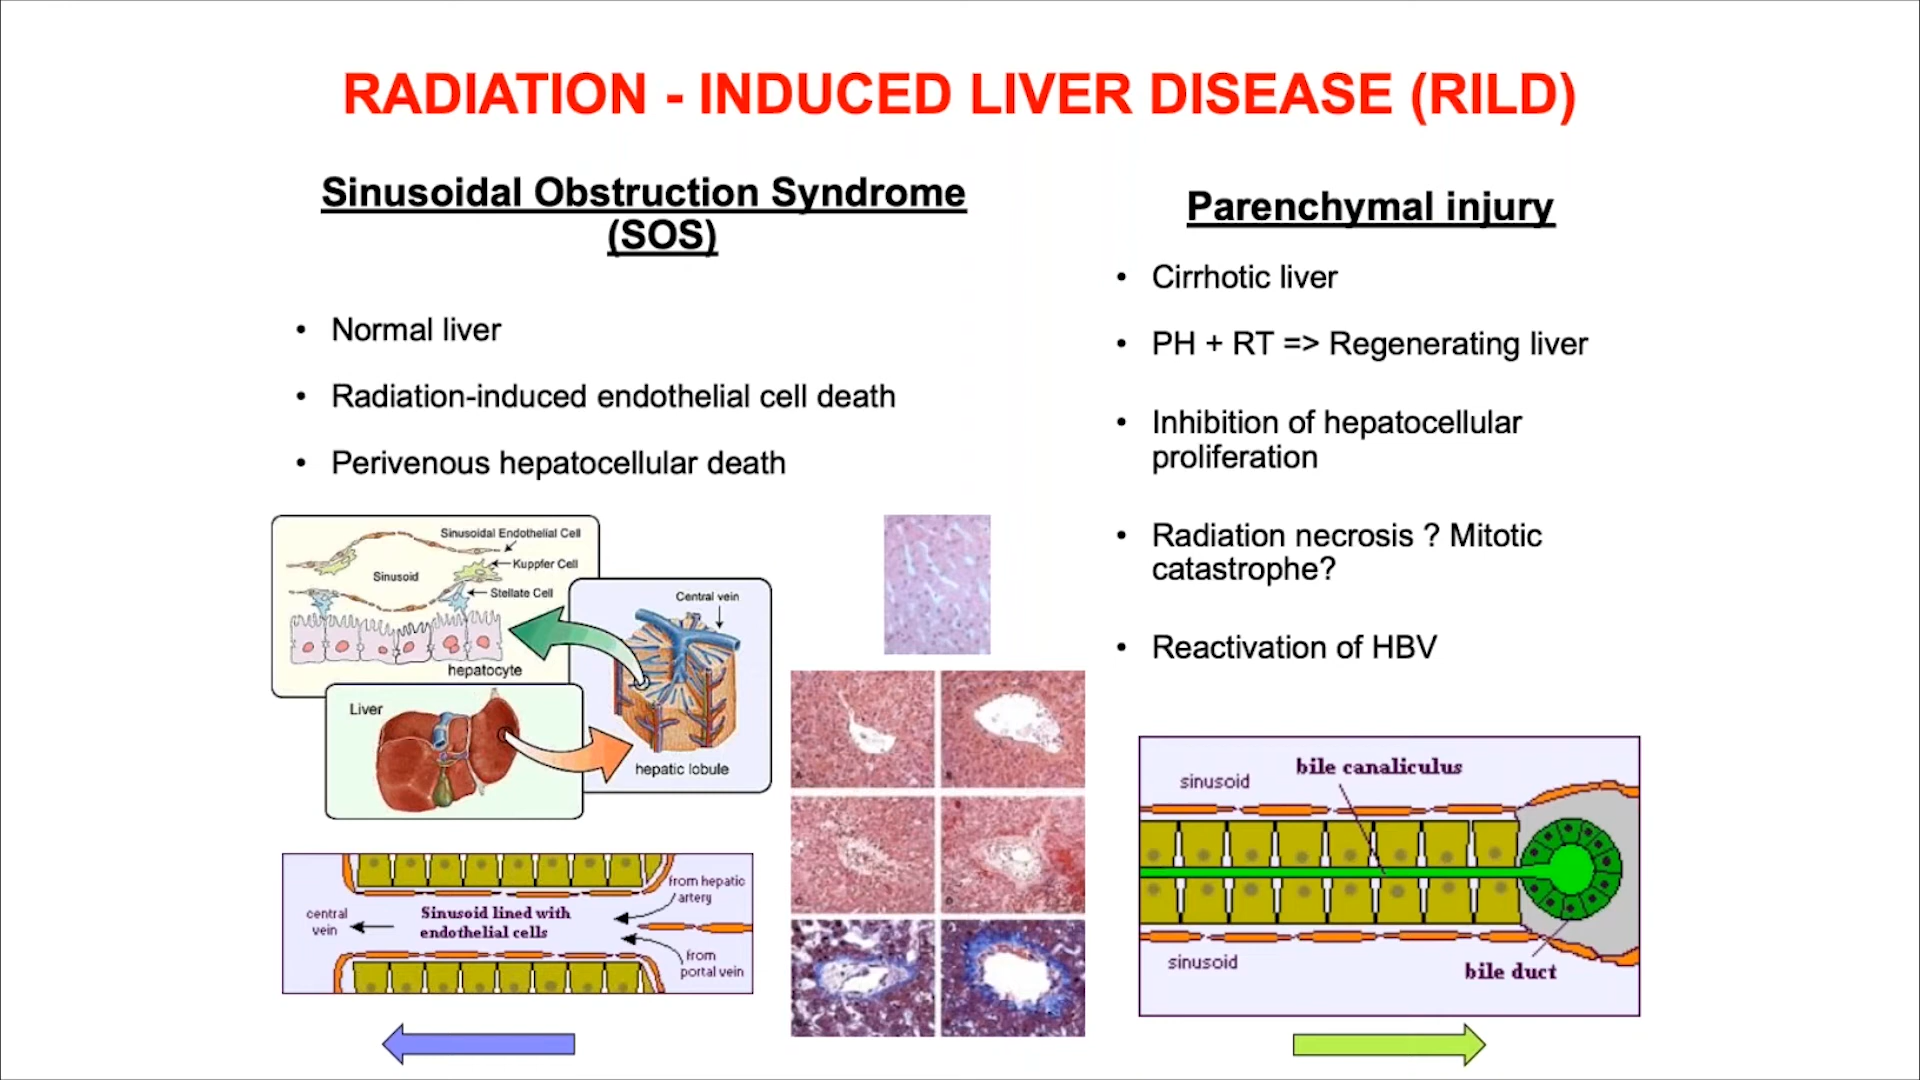 RADIATION - INDUCED LIVER DISEASE (RILD)
Sinusoidal Obstruction Syndrome
(SOS)
• Normal liver
• Radiation-induced endothelial cell death
• Perivenous hepatocellular death
Sinusoidal Endothelial Cell
Kupffer Cell
Sinusoid
Stellate Cell
hepatocyte
Central vein
hepatic lobule
Liver
from hepatic
artery
central
vein
Sinusoid lined with
endothelial cells
from
portal vein
Parenchymal injury
• Cirrhotic liver
• PH + RT => Regenerating liver
• Inhibition of hepatocellular
proliferation
• Radiation necrosis ? Mitotic
catastrophe?
• Reactivation of HBV
sinusoid
bile canaliculus
sinusoid
bile duct